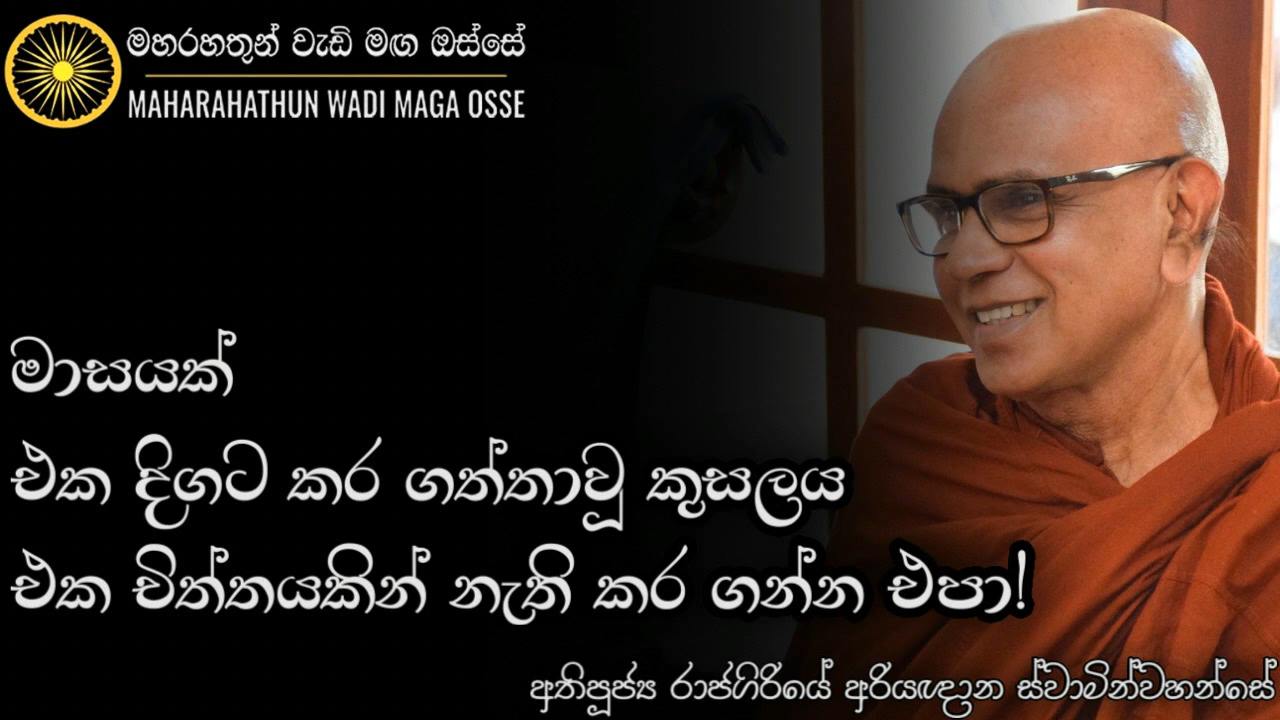 මහරහතුන් වැඩි මඟ ඔස්සේ
MAHARAHATHUN WADI MAGA OSSE
මාසයක්
එක දිගට කර ගත්තාවූ කුසලය
එක චිත්තයකින් නැති කර ගන්න එපා!
අතිපූජ්‍ය රාජගිරියේ අරියඥාන ස්වාමින්වහන්සේ